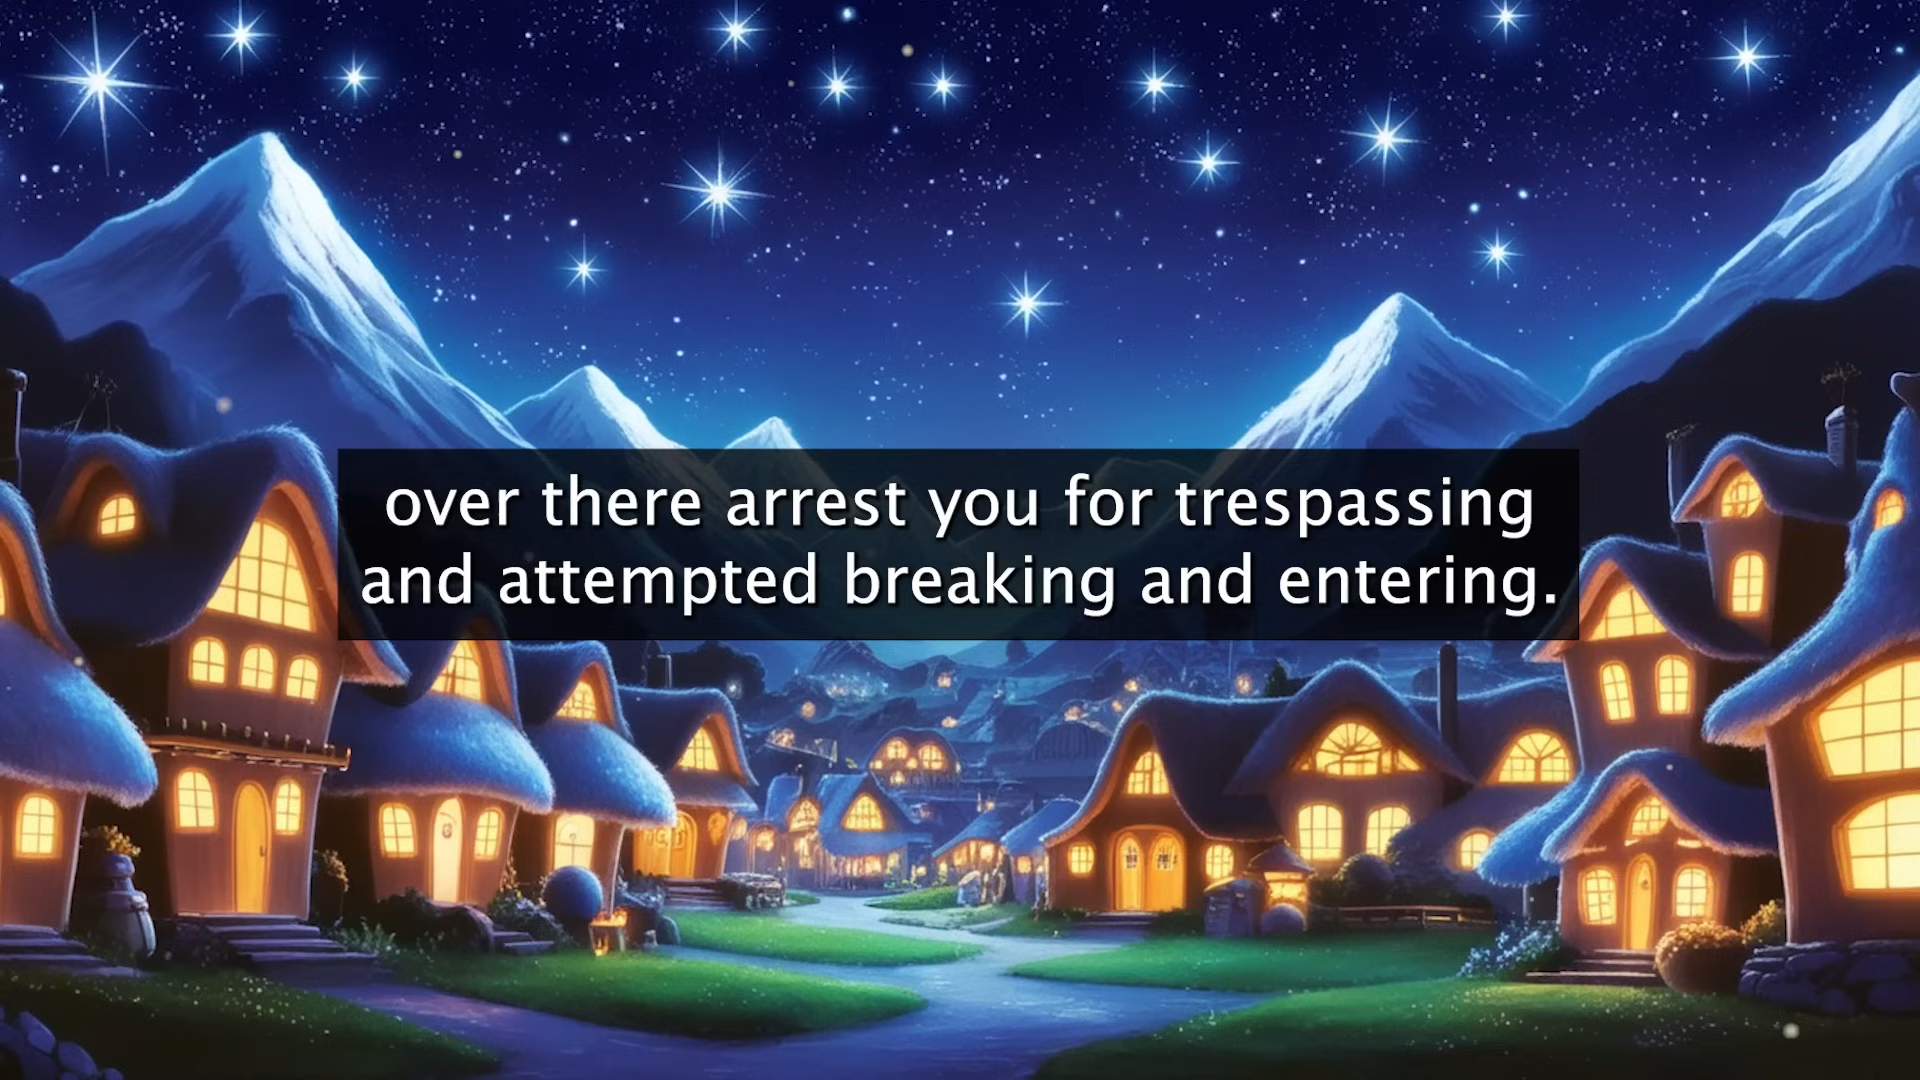 over there arrest you for trespassing
and attempted breaking and entering.